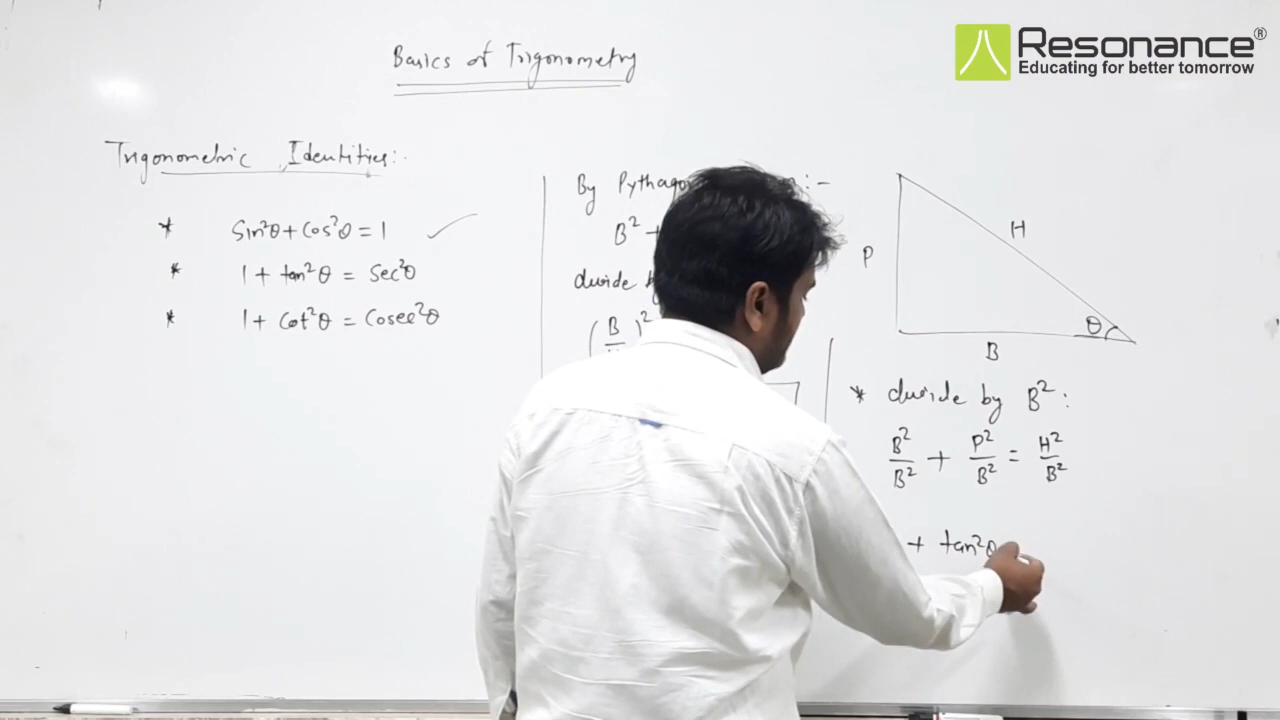 Resonance®
Educating for better tomorrow
Basics of Trigonometry
Trigonometric Identities:
* Sin²θ + Cos²θ = 1 ✓
* 1 + tan²θ = Sec²θ
* 1 + Cot²θ = Cosec²θ
By
B² +
divide
(B/ )²
P
H
B
θ
* divide by B²:
B²/B² + P²/B² = H²/B²
+ tan²θ